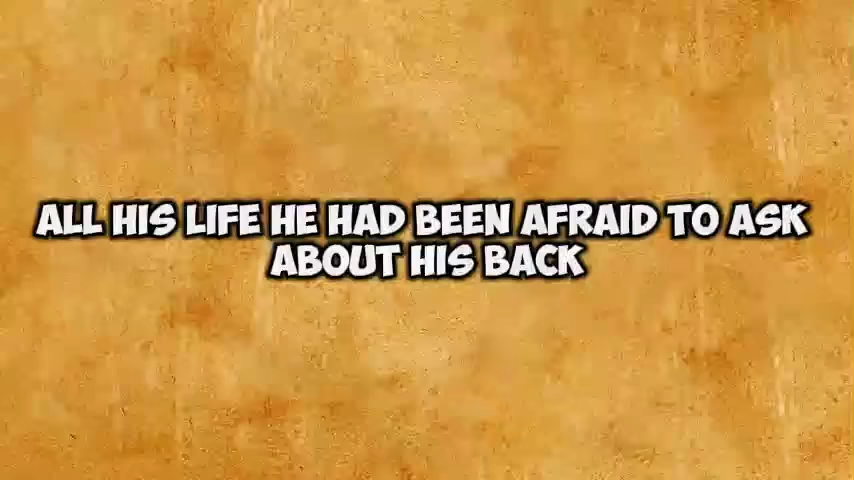 ALL HIS LIFE HE HAD BEEN AFRAID TO ASK
ABOUT HIS BACK